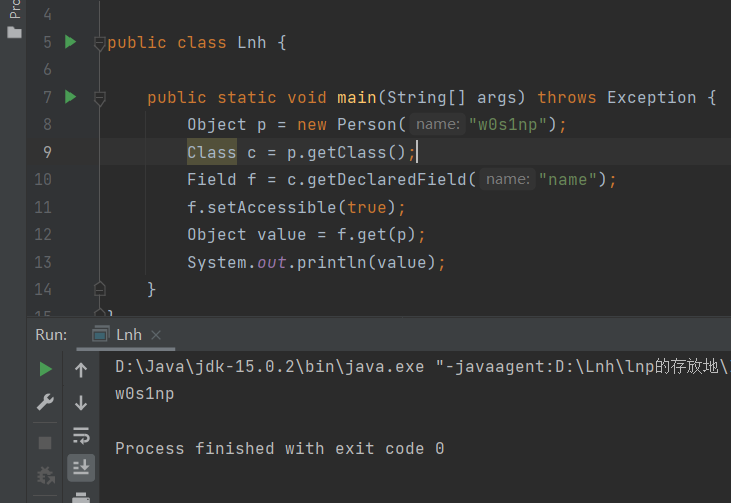 Pro
4
5 public class Lnh {
6
7 public static void main(String[] args) throws Exception {
8 Object p = new Person( name: "w0s1np");
9 Class c = p.getClass();
10 Field f = c.getDeclaredField( name: "name");
11 f.setAccessible(true);
12 Object value = f.get(p);
13 System.out.println(value);
14 }
15 }
Run: Lnh ×
D:\Java\jdk-15.0.2\bin\java.exe "-javaagent:D:\Lnh\lnp的存放地\
w0s1np
Process finished with exit code 0